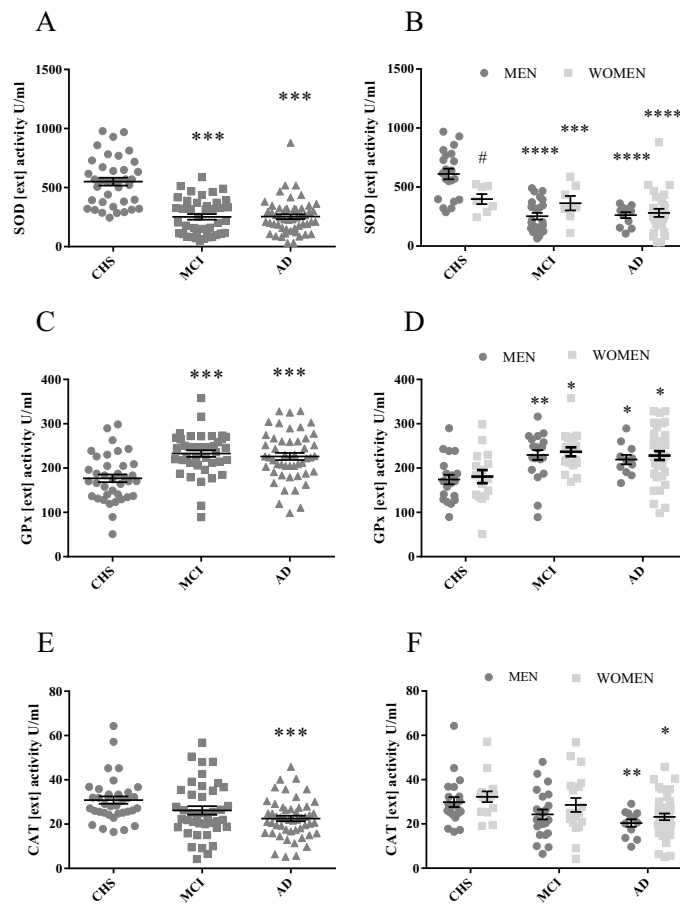 A
SOD [ext] activity U/ml
1500
1000
500
0
***
***
CHS
MCI
AD
B
SOD [ext] activity U/ml
1500
1000
500
0
MEN
WOMEN
#
****
***
****
****
CHS
MCI
AD
C
GPx [ext] activity U/ml
400
300
200
100
0
***
***
CHS
MCI
AD
D
GPx [ext] activity U/ml
400
300
200
100
0
MEN
WOMEN
**
*
*
*
CHS
MCI
AD
E
CAT [ext] activity U/ml
80
60
40
20
0
***
CHS
MCI
AD
F
CAT [ext] activity U/ml
80
60
40
20
0
MEN
WOMEN
**
*
CHS
MCI
AD